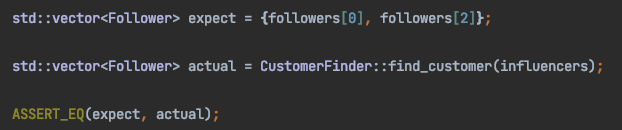 std::vector<Follower> expect = {followers[0], followers[2]};
std::vector<Follower> actual = CustomerFinder::find_customer(influencers);
ASSERT_EQ(expect, actual);